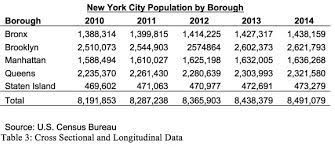 New York City Population by Borough
Borough 2010 2011 2012 2013 2014
Bronx 1,388,314 1,399,815 1,414,225 1,427,317 1,438,159
Brooklyn 2,510,073 2,544,903 2574864 2,602,373 2,621,793
Manhattan 1,588,494 1,610,027 1,625,198 1,632,005 1,636,268
Queens 2,235,370 2,261,430 2,280,639 2,303,993 2,321,580
Staten Island 469,602 471,063 470,977 472,691 473,279
Total 8,191,853 8,287,238 8,365,903 8,438,379 8,491,079
Source: U.S. Census Bureau
Table 3: Cross Sectional and Longitudinal Data